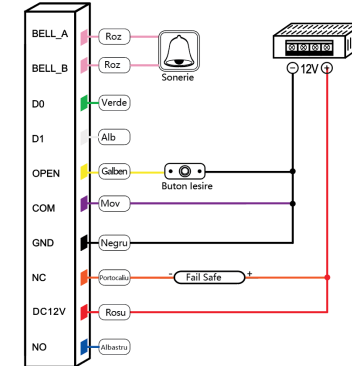 BELL_A Roz
BELL_B Roz
Sonerie
12V
D0 Verde
D1 Alb
OPEN Galben
Buton Iesire
COM Mov
GND Negru
NC Portocaliu - Fail Safe +
DC12V Rosu
NO Albastru